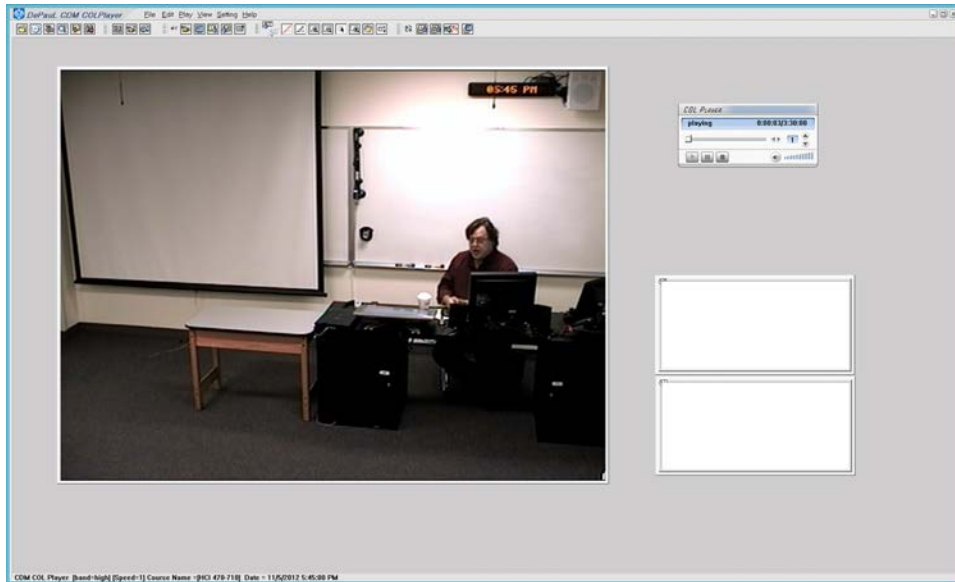 DePaul CDM COLPlayer File Edit Play View Setting Help
05:45 PM
COL Player
playing 0:00:03/3:30:00
1
CDM COL Player [band=high] [Speed=1] Course Name =[HCI 470-710] Date = 11/5/2012 5:45:00 PM